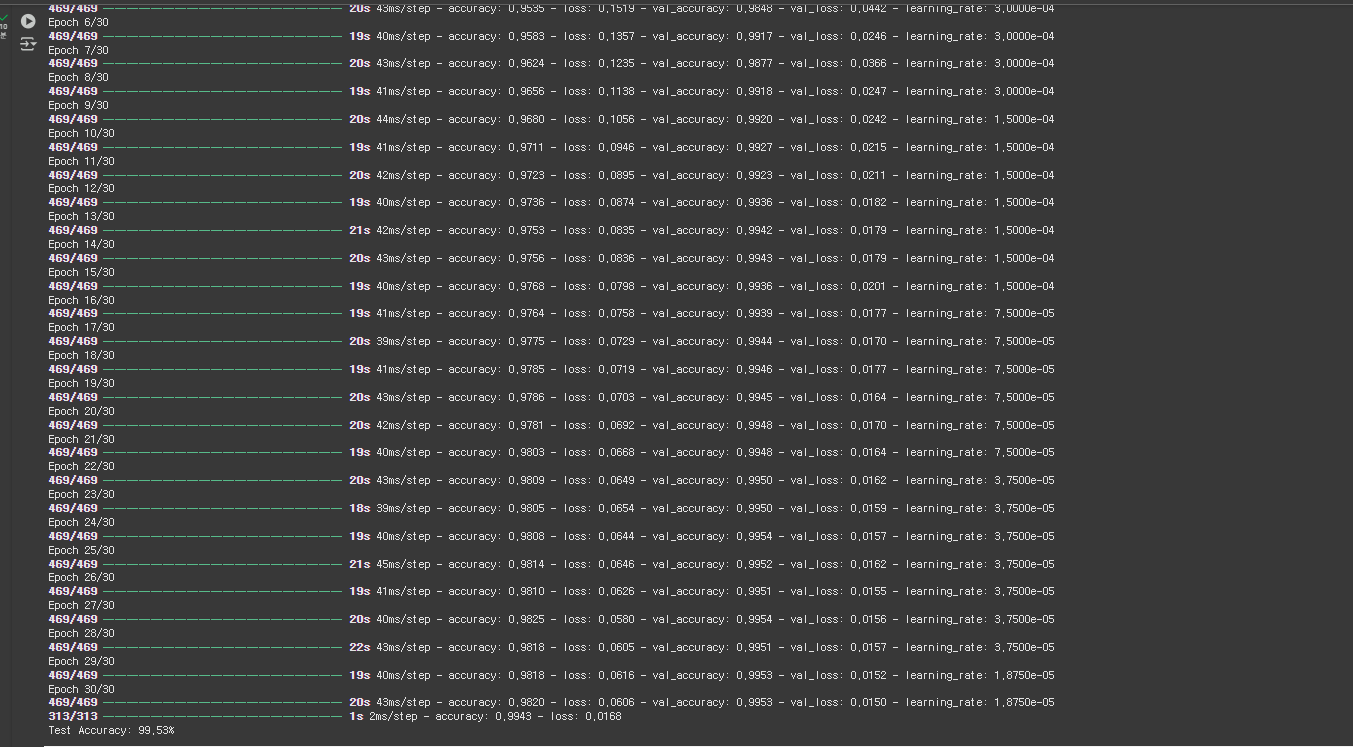 469/469 ―――――――――――――――――――― 20s 43ms/step - accuracy: 0,9535 - loss: 0,1519 - val_accuracy: 0,9848 - val_loss: 0,0442 - learning_rate: 3,0000e-04
Epoch 6/30
469/469 ―――――――――――――――――――― 19s 40ms/step - accuracy: 0,9583 - loss: 0,1357 - val_accuracy: 0,9917 - val_loss: 0,0246 - learning_rate: 3,0000e-04
Epoch 7/30
469/469 ―――――――――――――――――――― 20s 43ms/step - accuracy: 0,9624 - loss: 0,1235 - val_accuracy: 0,9877 - val_loss: 0,0366 - learning_rate: 3,0000e-04
Epoch 8/30
469/469 ―――――――――――――――――――― 19s 41ms/step - accuracy: 0,9656 - loss: 0,1138 - val_accuracy: 0,9918 - val_loss: 0,0247 - learning_rate: 3,0000e-04
Epoch 9/30
469/469 ―――――――――――――――――――― 20s 44ms/step - accuracy: 0,9680 - loss: 0,1056 - val_accuracy: 0,9920 - val_loss: 0,0242 - learning_rate: 1,5000e-04
Epoch 10/30
469/469 ―――――――――――――――――――― 19s 41ms/step - accuracy: 0,9711 - loss: 0,0946 - val_accuracy: 0,9927 - val_loss: 0,0215 - learning_rate: 1,5000e-04
Epoch 11/30
469/469 ―――――――――――――――――――― 20s 42ms/step - accuracy: 0,9723 - loss: 0,0895 - val_accuracy: 0,9923 - val_loss: 0,0211 - learning_rate: 1,5000e-04
Epoch 12/30
469/469 ―――――――――――――――――――― 19s 40ms/step - accuracy: 0,9736 - loss: 0,0874 - val_accuracy: 0,9936 - val_loss: 0,0182 - learning_rate: 1,5000e-04
Epoch 13/30
469/469 ―――――――――――――――――――― 21s 42ms/step - accuracy: 0,9753 - loss: 0,0835 - val_accuracy: 0,9942 - val_loss: 0,0179 - learning_rate: 1,5000e-04
Epoch 14/30
469/469 ―――――――――――――――――――― 20s 43ms/step - accuracy: 0,9756 - loss: 0,0836 - val_accuracy: 0,9943 - val_loss: 0,0179 - learning_rate: 1,5000e-04
Epoch 15/30
469/469 ―――――――――――――――――――― 19s 40ms/step - accuracy: 0,9768 - loss: 0,0798 - val_accuracy: 0,9936 - val_loss: 0,0201 - learning_rate: 1,5000e-04
Epoch 16/30
469/469 ―――――――――――――――――――― 19s 41ms/step - accuracy: 0,9764 - loss: 0,0758 - val_accuracy: 0,9939 - val_loss: 0,0177 - learning_rate: 7,5000e-05
Epoch 17/30
469/469 ―――――――――――――――――――― 20s 39ms/step - accuracy: 0,9775 - loss: 0,0729 - val_accuracy: 0,9944 - val_loss: 0,0170 - learning_rate: 7,5000e-05
Epoch 18/30
469/469 ―――――――――――――――――――― 19s 41ms/step - accuracy: 0,9785 - loss: 0,0719 - val_accuracy: 0,9946 - val_loss: 0,0177 - learning_rate: 7,5000e-05
Epoch 19/30
469/469 ―――――――――――――――――――― 20s 43ms/step - accuracy: 0,9786 - loss: 0,0703 - val_accuracy: 0,9945 - val_loss: 0,0164 - learning_rate: 7,5000e-05
Epoch 20/30
469/469 ―――――――――――――――――――― 20s 42ms/step - accuracy: 0,9781 - loss: 0,0692 - val_accuracy: 0,9948 - val_loss: 0,0170 - learning_rate: 7,5000e-05
Epoch 21/30
469/469 ―――――――――――――――――――― 19s 40ms/step - accuracy: 0,9803 - loss: 0,0668 - val_accuracy: 0,9948 - val_loss: 0,0164 - learning_rate: 7,5000e-05
Epoch 22/30
469/469 ―――――――――――――――――――― 20s 43ms/step - accuracy: 0,9809 - loss: 0,0649 - val_accuracy: 0,9950 - val_loss: 0,0162 - learning_rate: 3,7500e-05
Epoch 23/30
469/469 ―――――――――――――――――――― 18s 39ms/step - accuracy: 0,9805 - loss: 0,0654 - val_accuracy: 0,9950 - val_loss: 0,0159 - learning_rate: 3,7500e-05
Epoch 24/30
469/469 ―――――――――――――――――――― 19s 40ms/step - accuracy: 0,9808 - loss: 0,0644 - val_accuracy: 0,9954 - val_loss: 0,0157 - learning_rate: 3,7500e-05
Epoch 25/30
469/469 ―――――――――――――――――――― 21s 45ms/step - accuracy: 0,9814 - loss: 0,0646 - val_accuracy: 0,9952 - val_loss: 0,0162 - learning_rate: 3,7500e-05
Epoch 26/30
469/469 ―――――――――――――――――――― 19s 41ms/step - accuracy: 0,9810 - loss: 0,0626 - val_accuracy: 0,9951 - val_loss: 0,0155 - learning_rate: 3,7500e-05
Epoch 27/30
469/469 ―――――――――――――――――――― 20s 40ms/step - accuracy: 0,9825 - loss: 0,0580 - val_accuracy: 0,9954 - val_loss: 0,0156 - learning_rate: 3,7500e-05
Epoch 28/30
469/469 ―――――――――――――――――――― 22s 43ms/step - accuracy: 0,9818 - loss: 0,0605 - val_accuracy: 0,9951 - val_loss: 0,0157 - learning_rate: 3,7500e-05
Epoch 29/30
469/469 ―――――――――――――――――――― 19s 40ms/step - accuracy: 0,9818 - loss: 0,0616 - val_accuracy: 0,9953 - val_loss: 0,0152 - learning_rate: 1,8750e-05
Epoch 30/30
469/469 ―――――――――――――――――――― 20s 43ms/step - accuracy: 0,9820 - loss: 0,0606 - val_accuracy: 0,9953 - val_loss: 0,0150 - learning_rate: 1,8750e-05
313/313 ―――――――――――――――――――― 1s 2ms/step - accuracy: 0,9943 - loss: 0,0168
Test Accuracy: 99,53%